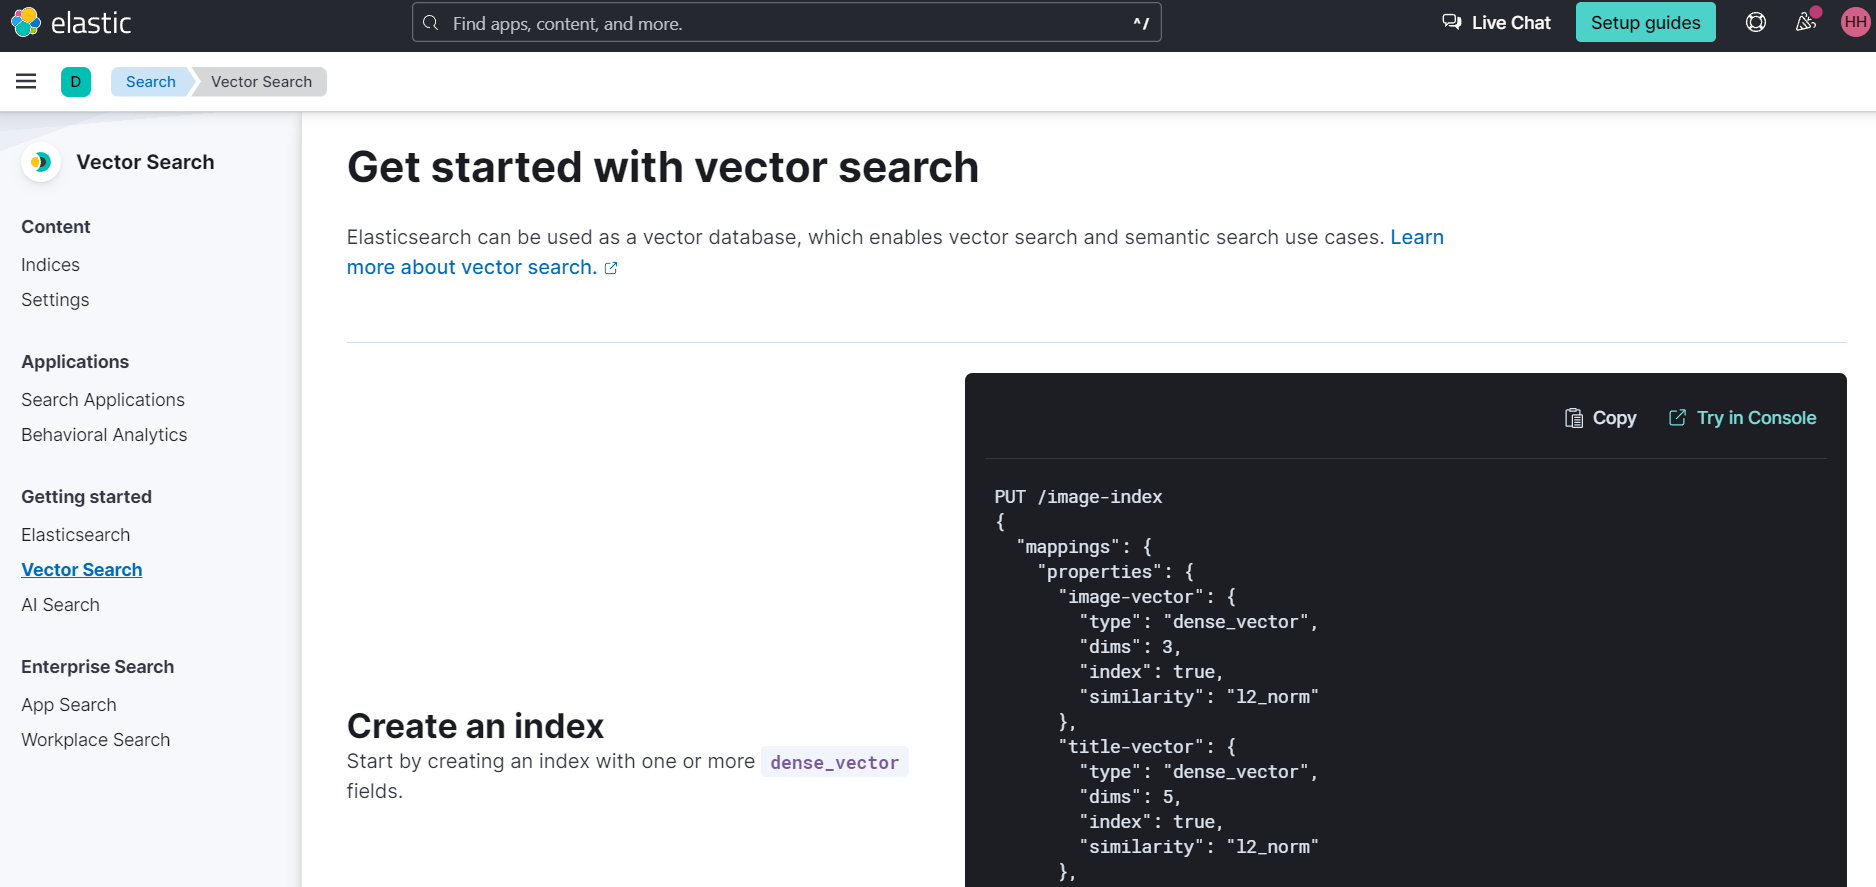 elastic
Find apps, content, and more.
^/
Live Chat
Setup guides
HH
D
Search
Vector Search
Vector Search
Content
Indices
Settings
Applications
Search Applications
Behavioral Analytics
Getting started
Elasticsearch
Vector Search
AI Search
Enterprise Search
App Search
Workplace Search
Get started with vector search
Elasticsearch can be used as a vector database, which enables vector search and semantic search use cases. Learn
more about vector search.
Create an index
Start by creating an index with one or more dense_vector
fields.
Copy
Try in Console
PUT /image-index
{
  "mappings": {
    "properties": {
      "image-vector": {
        "type": "dense_vector",
        "dims": 3,
        "index": true,
        "similarity": "l2_norm"
      },
      "title-vector": {
        "type": "dense_vector",
        "dims": 5,
        "index": true,
        "similarity": "l2_norm"
      },